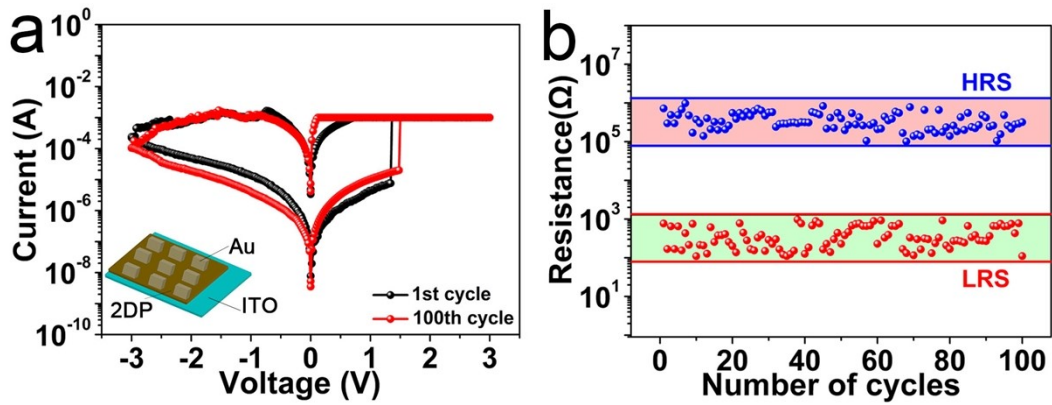 a
10^0
10^-2
10^-4
10^-6
10^-8
10^-10
Current (A)
Au
2DP
ITO
1st cycle
100th cycle
-3 -2 -1 0 1 2 3
Voltage (V)
b
10^7
10^5
10^3
10^1
Resistance(Ω)
HRS
LRS
0 20 40 60 80 100
Number of cycles